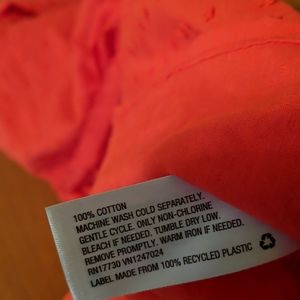 100% COTTON
MACHINE WASH COLD SEPARATELY.
GENTLE CYCLE. ONLY NON-CHLORINE
BLEACH IF NEEDED. TUMBLE DRY LOW.
REMOVE PROMPTLY. WARM IRON IF NEEDED.
RN17730 VN1247024
LABEL MADE FROM 100% RECYCLED PLASTIC